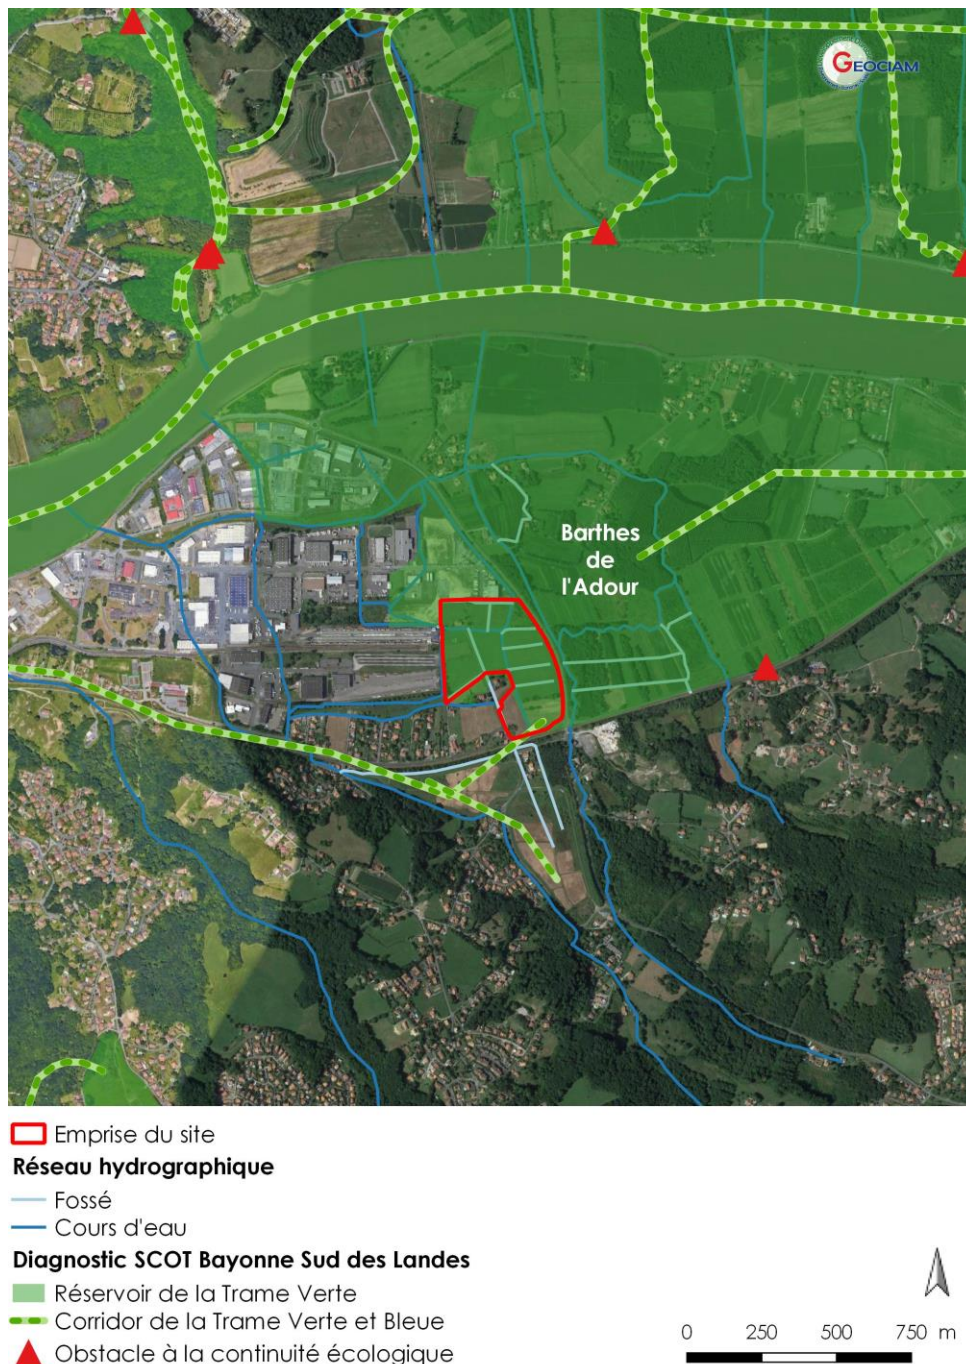 GEOCIAM
Barthes
de
l'Adour
Emprise du site
Réseau hydrographique
Fossé
Cours d'eau
Diagnostic SCOT Bayonne Sud des Landes
Réservoir de la Trame Verte
Corridor de la Trame Verte et Bleue
Obstacle à la continuité écologique
0 250 500 750 m